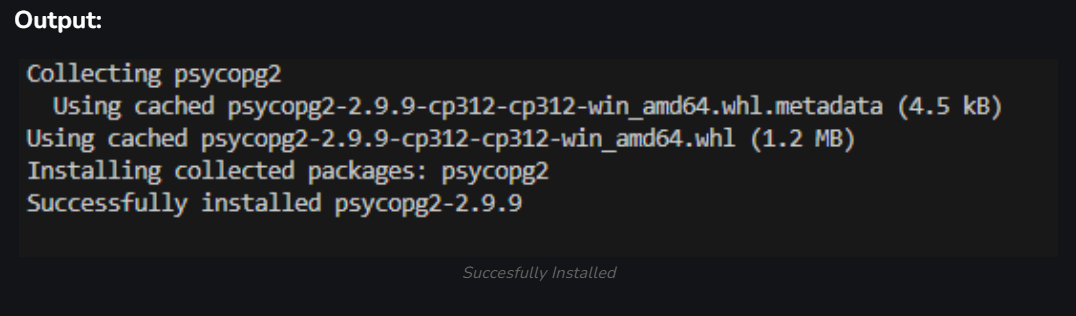 Output:
Collecting psycopg2
  Using cached psycopg2-2.9.9-cp312-cp312-win_amd64.whl.metadata (4.5 kB)
Using cached psycopg2-2.9.9-cp312-cp312-win_amd64.whl (1.2 MB)
Installing collected packages: psycopg2
Successfully installed psycopg2-2.9.9
Succesfully Installed